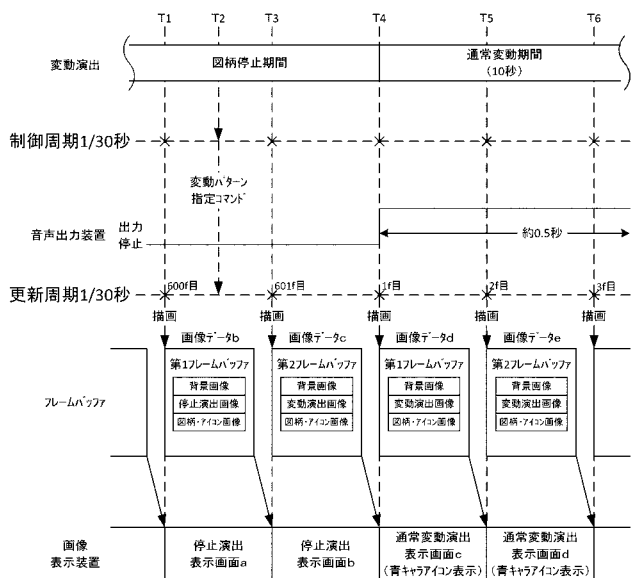 T1 T2 T3 T4 T5 T6
変動演出
図柄停止期間
通常変動期間
(10秒)
制御周期1/30秒
変動パターン
指定コマンド
音声出力装置
出力
停止
約0.5秒
更新周期1/30秒
600f目 601f目 1f目 2f目 3f目
描画 描画 描画 描画 描画
画像データb 画像データc 画像データd 画像データe
フレームバッファ
第1フレームバッファ 第2フレームバッファ 第1フレームバッファ 第2フレームバッファ
背景画像 背景画像 背景画像 背景画像
停止演出画像 変動演出画像 変動演出画像 変動演出画像
図柄・アイコン画像 図柄・アイコン画像 図柄・アイコン画像 図柄・アイコン画像
画像
表示装置
停止演出
表示画面a
停止演出
表示画面b
通常変動演出
表示画面c
(青キャラアイコン表示)
通常変動演出
表示画面d
(青キャラアイコン表示)